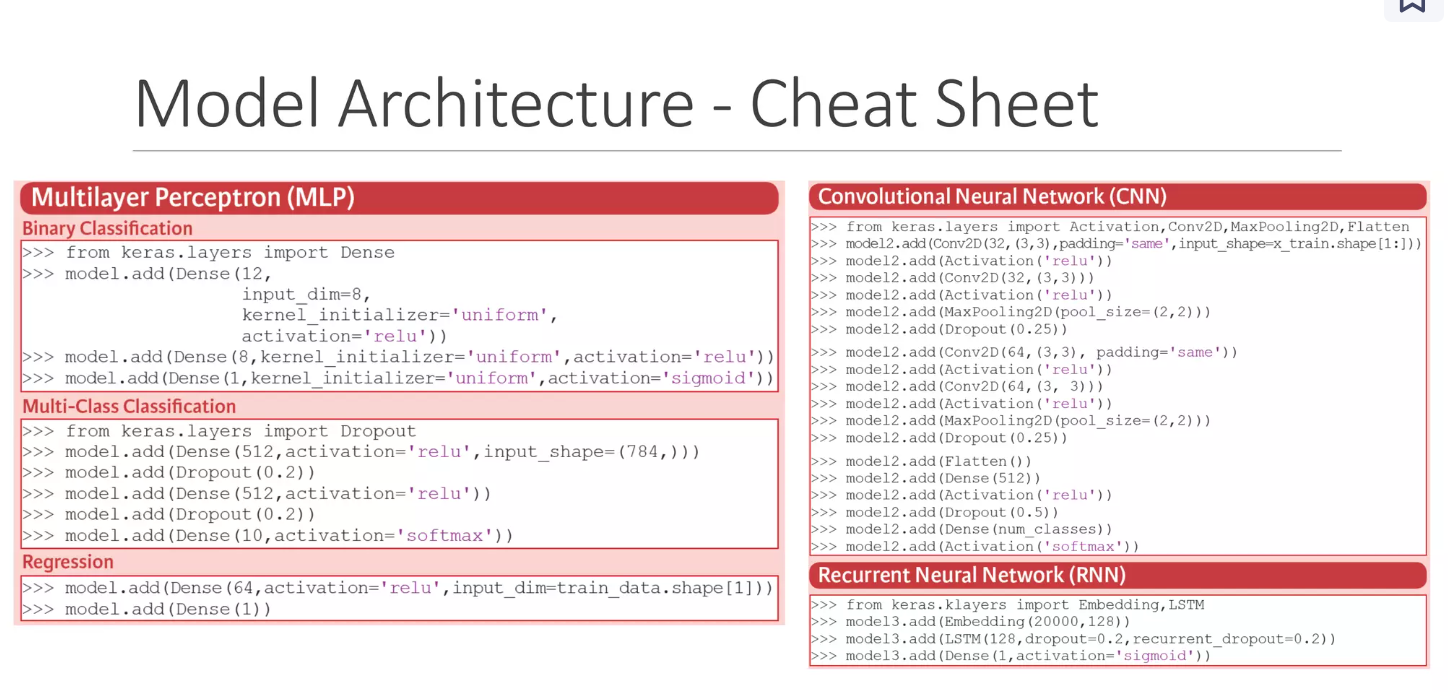 Model Architecture - Cheat Sheet
Multilayer Perceptron (MLP)
Binary Classification
>>> from keras.layers import Dense
>>> model.add(Dense(12,
input_dim=8,
kernel_initializer='uniform',
activation='relu'))
>>> model.add(Dense(8,kernel_initializer='uniform',activation='relu'))
>>> model.add(Dense(1,kernel_initializer='uniform',activation='sigmoid'))
Multi-Class Classification
>>> from keras.layers import Dropout
>>> model.add(Dense(512,activation='relu',input_shape=(784,)))
>>> model.add(Dropout(0.2))
>>> model.add(Dense(512,activation='relu'))
>>> model.add(Dropout(0.2))
>>> model.add(Dense(10,activation='softmax'))
Regression
>>> model.add(Dense(64,activation='relu',input_dim=train_data.shape[1]))
>>> model.add(Dense(1))
Convolutional Neural Network (CNN)
>>> from keras.layers import Activation,Conv2D,MaxPooling2D,Flatten
>>> model2.add(Conv2D(32,(3,3),padding='same',input_shape=x_train.shape[1:]))
>>> model2.add(Activation('relu'))
>>> model2.add(Conv2D(32,(3,3)))
>>> model2.add(Activation('relu'))
>>> model2.add(MaxPooling2D(pool_size=(2,2)))
>>> model2.add(Dropout(0.25))
>>> model2.add(Conv2D(64,(3,3), padding='same'))
>>> model2.add(Activation('relu'))
>>> model2.add(Conv2D(64,(3, 3)))
>>> model2.add(Activation('relu'))
>>> model2.add(MaxPooling2D(pool_size=(2,2)))
>>> model2.add(Dropout(0.25))
>>> model2.add(Flatten())
>>> model2.add(Dense(512))
>>> model2.add(Activation('relu'))
>>> model2.add(Dropout(0.5))
>>> model2.add(Dense(num_classes))
>>> model2.add(Activation('softmax'))
Recurrent Neural Network (RNN)
>>> from keras.klayers import Embedding,LSTM
>>> model3.add(Embedding(20000,128))
>>> model3.add(LSTM(128,dropout=0.2,recurrent_dropout=0.2))
>>> model3.add(Dense(1,activation='sigmoid'))